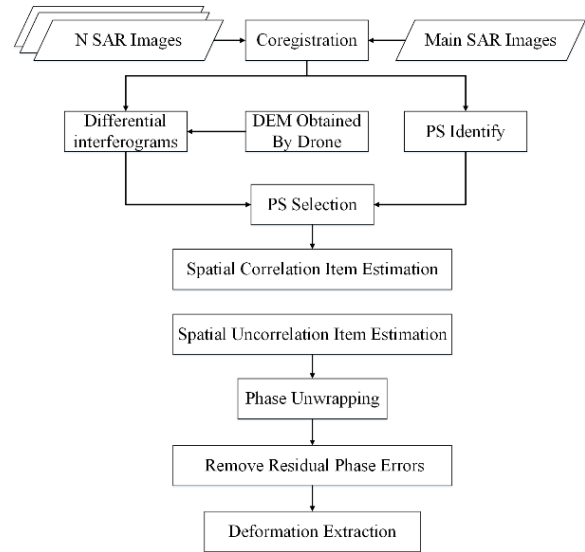 N SAR Images
Coregistration
Main SAR Images
Differential
interferograms
DEM Obtained
By Drone
PS Identify
PS Selection
Spatial Correlation Item Estimation
Spatial Uncorrelation Item Estimation
Phase Unwrapping
Remove Residual Phase Errors
Deformation Extraction